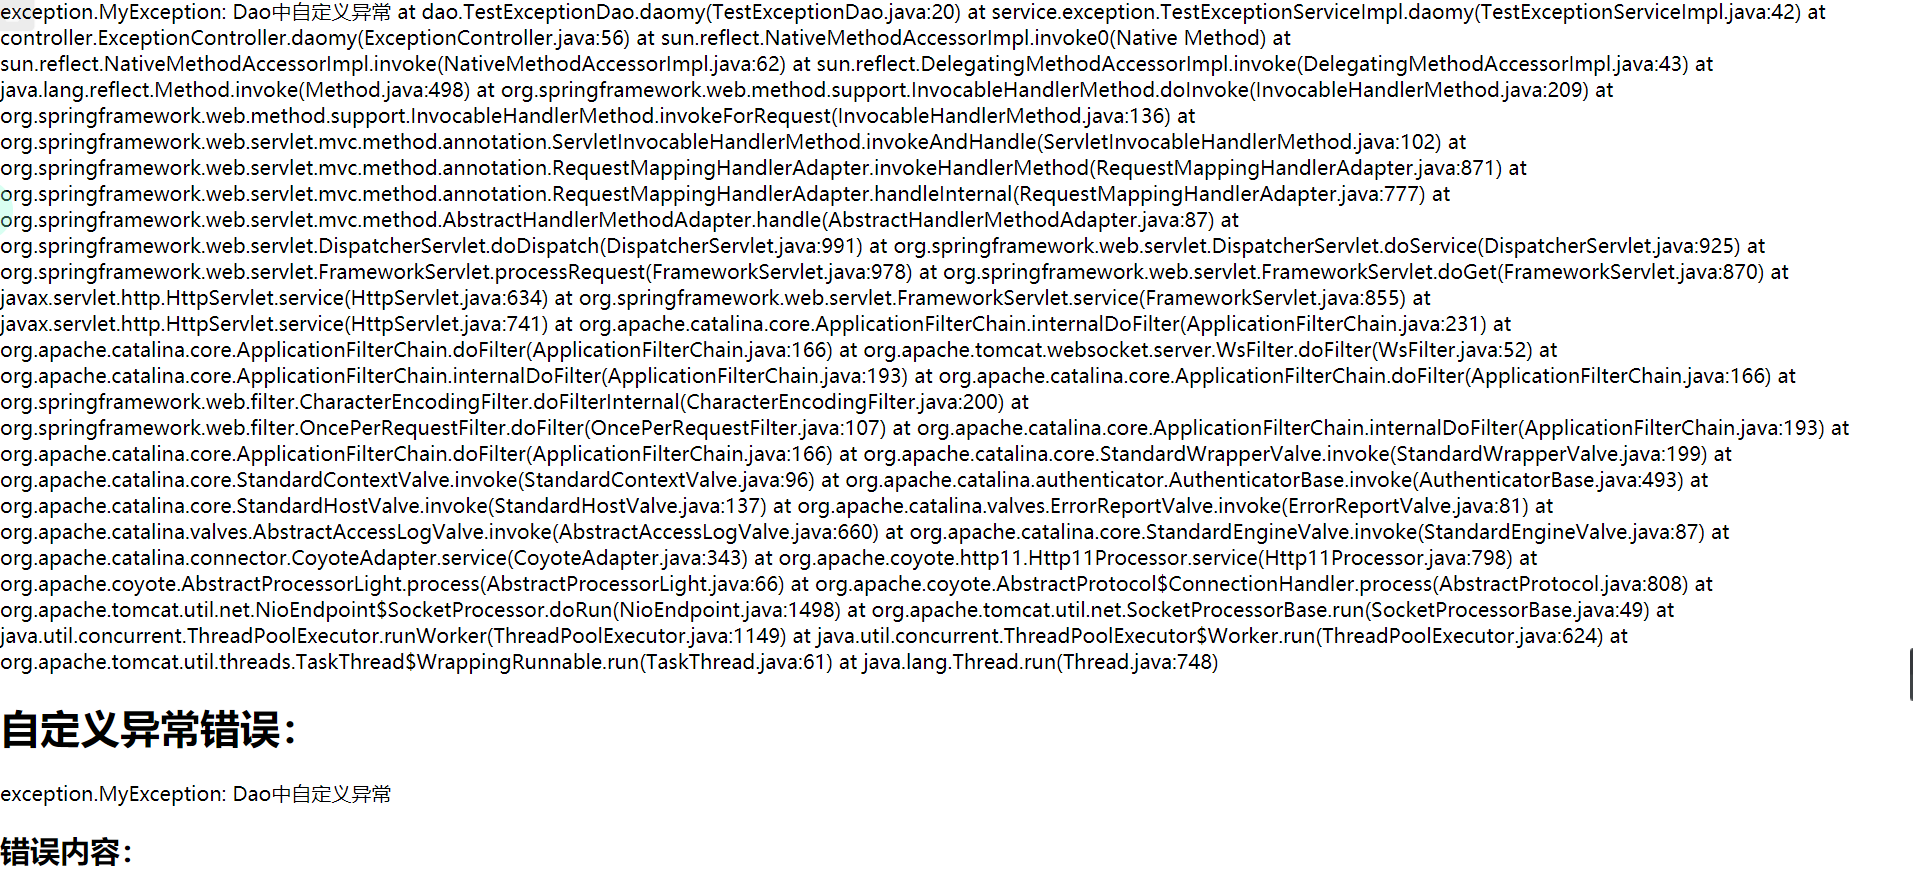 exception.MyException: Dao中自定义异常 at dao.TestExceptionDao.daomy(TestExceptionDao.java:20) at service.exception.TestExceptionServiceImpl.daomy(TestExceptionServiceImpl.java:42) at
controller.ExceptionController.daomy(ExceptionController.java:56) at sun.reflect.NativeMethodAccessorImpl.invoke0(Native Method) at
sun.reflect.NativeMethodAccessorImpl.invoke(NativeMethodAccessorImpl.java:62) at sun.reflect.DelegatingMethodAccessorImpl.invoke(DelegatingMethodAccessorImpl.java:43) at
java.lang.reflect.Method.invoke(Method.java:498) at org.springframework.web.method.support.InvocableHandlerMethod.doInvoke(InvocableHandlerMethod.java:209) at
org.springframework.web.method.support.InvocableHandlerMethod.invokeForRequest(InvocableHandlerMethod.java:136) at
org.springframework.web.servlet.mvc.method.annotation.ServletInvocableHandlerMethod.invokeAndHandle(ServletInvocableHandlerMethod.java:102) at
org.springframework.web.servlet.mvc.method.annotation.RequestMappingHandlerAdapter.invokeHandlerMethod(RequestMappingHandlerAdapter.java:871) at
org.springframework.web.servlet.mvc.method.annotation.RequestMappingHandlerAdapter.handleInternal(RequestMappingHandlerAdapter.java:777) at
org.springframework.web.servlet.mvc.method.AbstractHandlerMethodAdapter.handle(AbstractHandlerMethodAdapter.java:87) at
org.springframework.web.servlet.DispatcherServlet.doDispatch(DispatcherServlet.java:991) at org.springframework.web.servlet.DispatcherServlet.doService(DispatcherServlet.java:925) at
org.springframework.web.servlet.FrameworkServlet.processRequest(FrameworkServlet.java:978) at org.springframework.web.servlet.FrameworkServlet.doGet(FrameworkServlet.java:870) at
javax.servlet.http.HttpServlet.service(HttpServlet.java:634) at org.springframework.web.servlet.FrameworkServlet.service(FrameworkServlet.java:855) at
javax.servlet.http.HttpServlet.service(HttpServlet.java:741) at org.apache.catalina.core.ApplicationFilterChain.internalDoFilter(ApplicationFilterChain.java:231) at
org.apache.catalina.core.ApplicationFilterChain.doFilter(ApplicationFilterChain.java:166) at org.apache.tomcat.websocket.server.WsFilter.doFilter(WsFilter.java:52) at
org.apache.catalina.core.ApplicationFilterChain.internalDoFilter(ApplicationFilterChain.java:193) at org.apache.catalina.core.ApplicationFilterChain.doFilter(ApplicationFilterChain.java:166) at
org.springframework.web.filter.CharacterEncodingFilter.doFilterInternal(CharacterEncodingFilter.java:200) at
org.springframework.web.filter.OncePerRequestFilter.doFilter(OncePerRequestFilter.java:107) at org.apache.catalina.core.ApplicationFilterChain.internalDoFilter(ApplicationFilterChain.java:193) at
org.apache.catalina.core.ApplicationFilterChain.doFilter(ApplicationFilterChain.java:166) at org.apache.catalina.core.StandardWrapperValve.invoke(StandardWrapperValve.java:199) at
org.apache.catalina.core.StandardContextValve.invoke(StandardContextValve.java:96) at org.apache.catalina.authenticator.AuthenticatorBase.invoke(AuthenticatorBase.java:493) at
org.apache.catalina.core.StandardHostValve.invoke(StandardHostValve.java:137) at org.apache.catalina.valves.ErrorReportValve.invoke(ErrorReportValve.java:81) at
org.apache.catalina.valves.AbstractAccessLogValve.invoke(AbstractAccessLogValve.java:660) at org.apache.catalina.core.StandardEngineValve.invoke(StandardEngineValve.java:87) at
org.apache.catalina.connector.CoyoteAdapter.service(CoyoteAdapter.java:343) at org.apache.coyote.http11.Http11Processor.service(Http11Processor.java:798) at
org.apache.coyote.AbstractProcessorLight.process(AbstractProcessorLight.java:66) at org.apache.coyote.AbstractProtocol$ConnectionHandler.process(AbstractProtocol.java:808) at
org.apache.tomcat.util.net.NioEndpoint$SocketProcessor.doRun(NioEndpoint.java:1498) at org.apache.tomcat.util.net.SocketProcessorBase.run(SocketProcessorBase.java:49) at
java.util.concurrent.ThreadPoolExecutor.runWorker(ThreadPoolExecutor.java:1149) at java.util.concurrent.ThreadPoolExecutor$Worker.run(ThreadPoolExecutor.java:624) at
org.apache.tomcat.util.threads.TaskThread$WrappingRunnable.run(TaskThread.java:61) at java.lang.Thread.run(Thread.java:748)
自定义异常错误：
exception.MyException: Dao中自定义异常
错误内容：